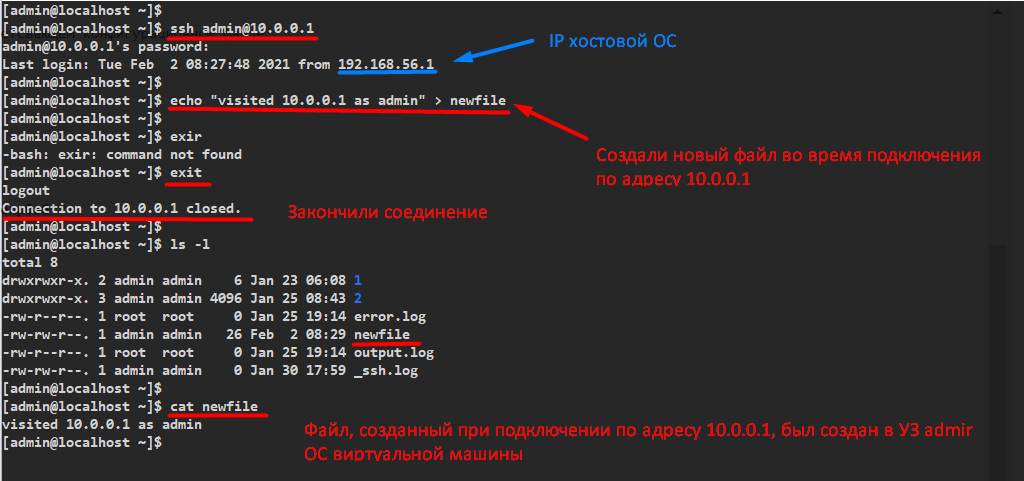 [admin@localhost ~]$
[admin@localhost ~]$ ssh admin@10.0.0.1
admin@10.0.0.1's password:
IP хостовой ОС
Last login: Tue Feb  2 08:27:48 2021 from 192.168.56.1
[admin@localhost ~]$
[admin@localhost ~]$ echo "visited 10.0.0.1 as admin" > newfile
[admin@localhost ~]$
[admin@localhost ~]$ exir
-bash: exir: command not found
Создали новый файл во время подключения
по адресу 10.0.0.1
[admin@localhost ~]$ exit
logout
Connection to 10.0.0.1 closed.
Закончили соединение
[admin@localhost ~]$
[admin@localhost ~]$ ls -l
total 8
drwxrwxr-x. 2 admin admin    6 Jan 23 06:08 1
drwxrwxr-x. 3 admin admin 4096 Jan 25 08:43 2
-rw-r--r--. 1 root  root     0 Jan 25 19:14 error.log
-rw-rw-r--. 1 admin admin   26 Feb  2 08:29 newfile
-rw-r--r--. 1 root  root     0 Jan 25 19:14 output.log
-rw-rw-r--. 1 admin admin    0 Jan 30 17:59 _ssh.log
[admin@localhost ~]$
[admin@localhost ~]$ cat newfile
visited 10.0.0.1 as admin
[admin@localhost ~]$
Файл, созданный при подключении по адресу 10.0.0.1, был создан в УЗ admir
ОС виртуальной машины